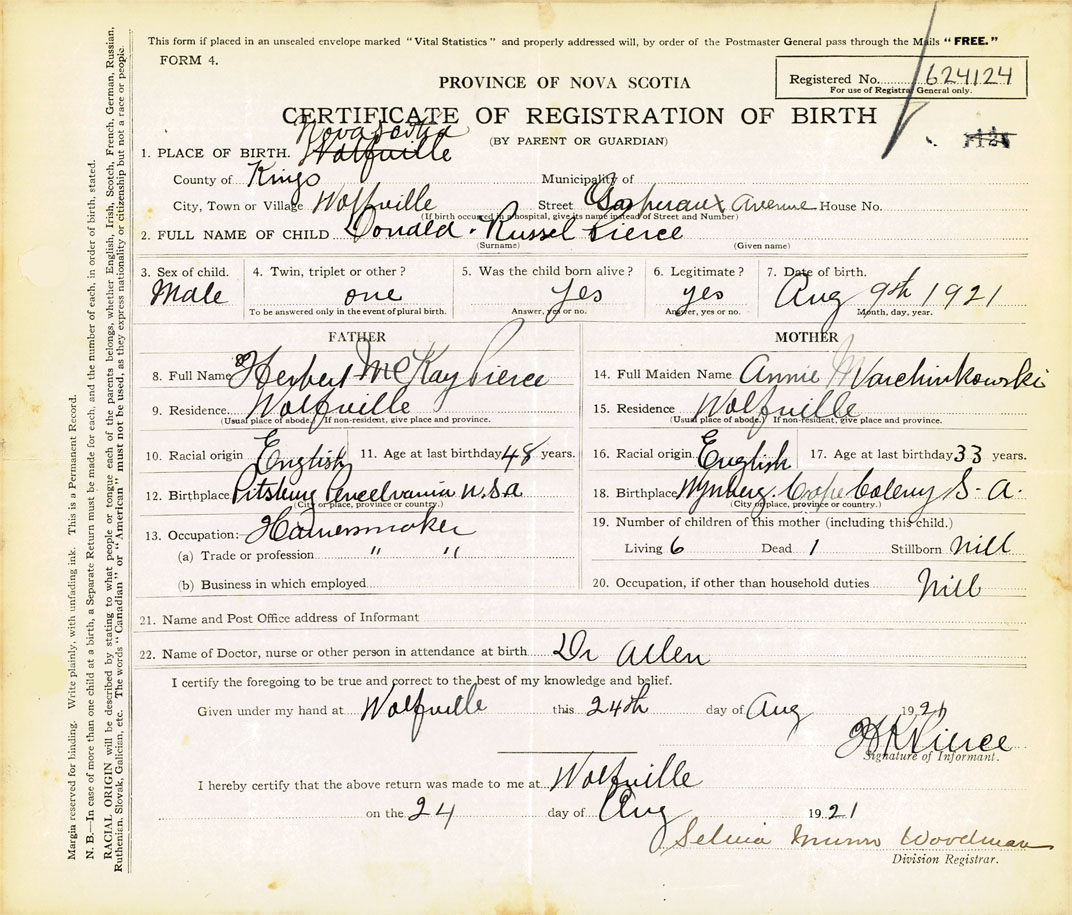 This form if placed in an unsealed envelope marked "Vital Statistics" and properly addressed will, by order of the Postmaster General pass through the Mails "FREE."
FORM 4.
Registered No. 624124
For use of Registrar General only.
PROVINCE OF NOVA SCOTIA
CERTIFICATE OF REGISTRATION OF BIRTH
(BY PARENT OR GUARDIAN)
Nova Scotia
1. PLACE OF BIRTH. Wolfville
County of Kings Municipality of
City, Town or Village Wolfville Street Gaspereaux Avenue House No.
(If birth occurred in a hospital, give its name instead of Street and Number)
2. FULL NAME OF CHILD Donald Russel Pierce
(Surname) (Given name)
3. Sex of child. 4. Twin, triplet or other? 5. Was the child born alive? 6. Legitimate? 7. Date of birth.
Male one Yes yes Aug 9th 1921
To be answered only in the event of plural birth. Answer, yes or no. Answer, yes or no. Month, day, year.
FATHER MOTHER
8. Full Name Herbert McKay Pierce 14. Full Maiden Name Annie M Varchinkowski
9. Residence. Wolfville 15. Residence Wolfville
(Usual place of abode.) If non-resident, give place and province. (Usual place of abode.) If non-resident, give place and province.
10. Racial origin English 11. Age at last birthday 48 years. 16. Racial origin English 17. Age at last birthday 33 years.
12. Birthplace Pitsburg Pencelvania U.S.a 18. Birthplace Wynberg. Crope Coleny S. A.
(City or place, province or country.) (City or place, province or country.)
13. Occupation: Harnessmaker 19. Number of children of this mother (including this child.)
(a) Trade or profession " " Living 6 Dead 1 Stillborn Nill
(b) Business in which employed 20. Occupation, if other than household duties Nill
21. Name and Post Office address of Informant
22. Name of Doctor, nurse or other person in attendance at birth Dr Allen
I certify the foregoing to be true and correct to the best of my knowledge and belief.
Given under my hand at Wolfville this 24th day of Aug 1921
Pierce
Signature of Informant.
I hereby certify that the above return was made to me at Wolfville
on the 24 day of Aug 1921
Munro Woodman
Division Registrar.
Margin reserved for binding. Write plainly, with unfading ink. This is a Permanent Record.
N. B.—In case of more than one child at a birth, a Separate Return must be made for each, and the number of each, in order of birth, stated.
RACIAL ORIGIN will be described by stating to what people or tongue each of the parents belongs, whether English, Irish, Scotch, French, German, Russian,
Ruthenian, Slovak, Galician, etc. The words "Canadian" or "American" must not be used, as they express nationality or citizenship but not a race or people.